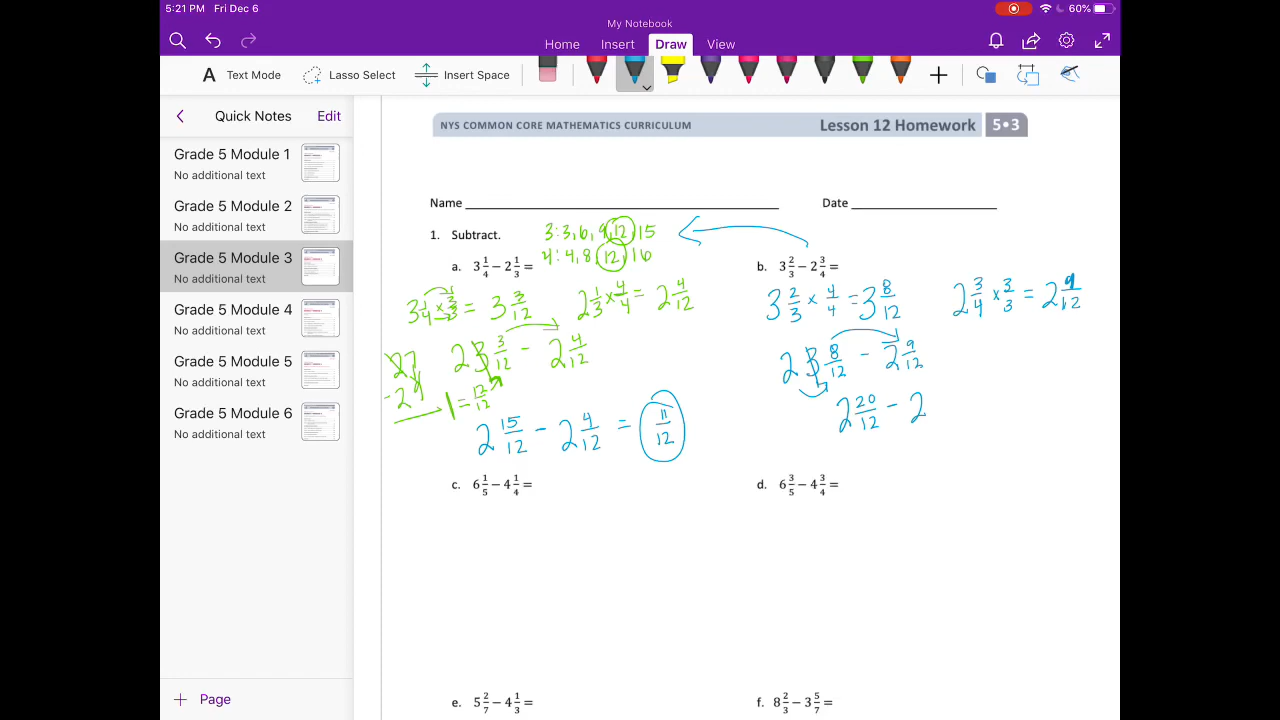 5:21 PM Fri Dec 6
60%
My Notebook
Home Insert Draw View
A Text Mode Lasso Select Insert Space
Quick Notes Edit
Grade 5 Module 1
No additional text
Grade 5 Module 2
No additional text
Grade 5 Module 3
No additional text
Grade 5 Module 4
No additional text
Grade 5 Module 5
No additional text
Grade 5 Module 6
No additional text
+ Page
NYS COMMON CORE MATHEMATICS CURRICULUM Lesson 12 Homework 5•3
Name Date
1. Subtract.
3: 3, 6, 9, 12, 15
4: 4, 8, 12, 16
a. 3 1/4 − 2 1/3 =
3 1/4 × 3/3 = 3 3/12 2 1/3 × 4/4 = 2 4/12
2 3 3/12 − 2 4/12
1 = 12/12
2 15/12 − 2 4/12 = 11/12
b. 3 2/3 − 2 3/4 =
3 2/3 × 4/4 = 3 8/12 2 3/4 × 3/3 = 2 9/12
2 3 8/12 − 2 9/12
2 20/12 − 2
c. 6 1/5 − 4 1/4 =
d. 6 3/5 − 4 3/4 =
e. 5 2/7 − 4 1/3 =
f. 8 2/3 − 3 5/7 =